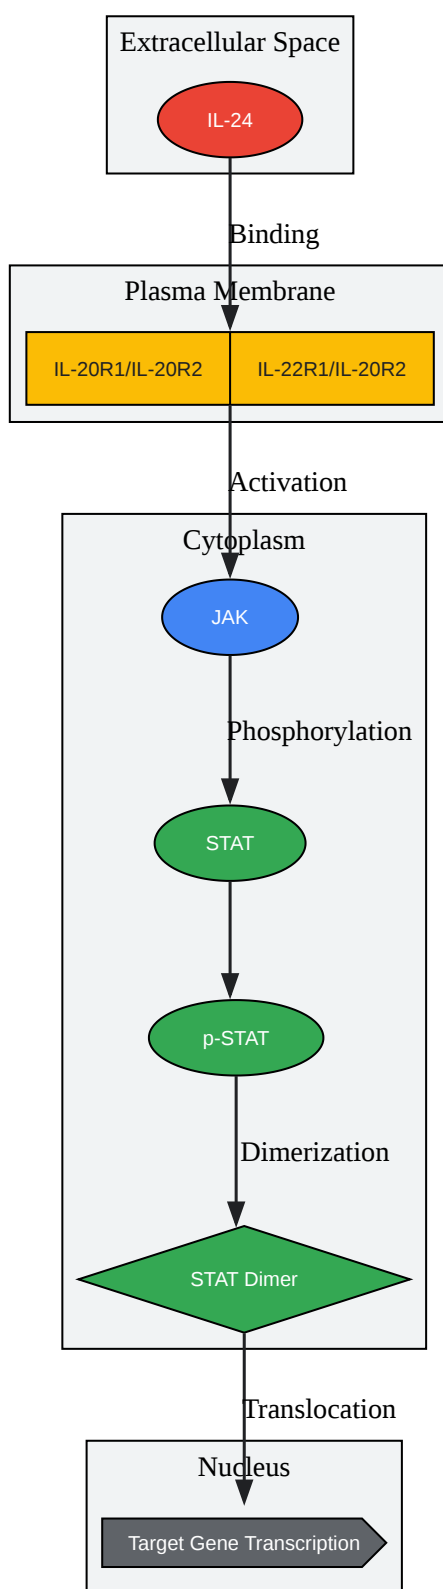 Extracellular Space
IL-24
Binding
Plasma Membrane
IL-20R1/IL-20R2
IL-22R1/IL-20R2
Activation
Cytoplasm
JAK
Phosphorylation
STAT
p-STAT
Dimerization
STAT Dimer
Translocation
Nucleus
Target Gene Transcription